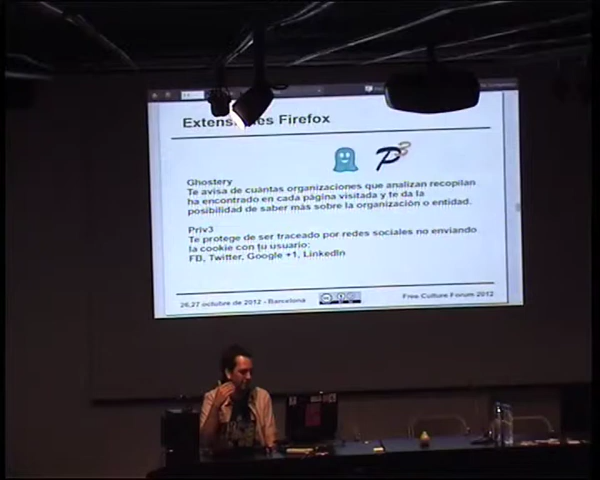 Extensiones Firefox
P3
Ghostery
Te avisa de cuántas organizaciones que analizan recopilan
ha encontrado en cada página visitada y te da la
posibilidad de saber más sobre la organización o entidad.
Priv3
Te protege de ser traceado por redes sociales no enviando
la cookie con tu usuario:
FB, Twitter, Google +1, LinkedIn
26,27 octubre de 2012 - Barcelona
Free Culture Forum 2012